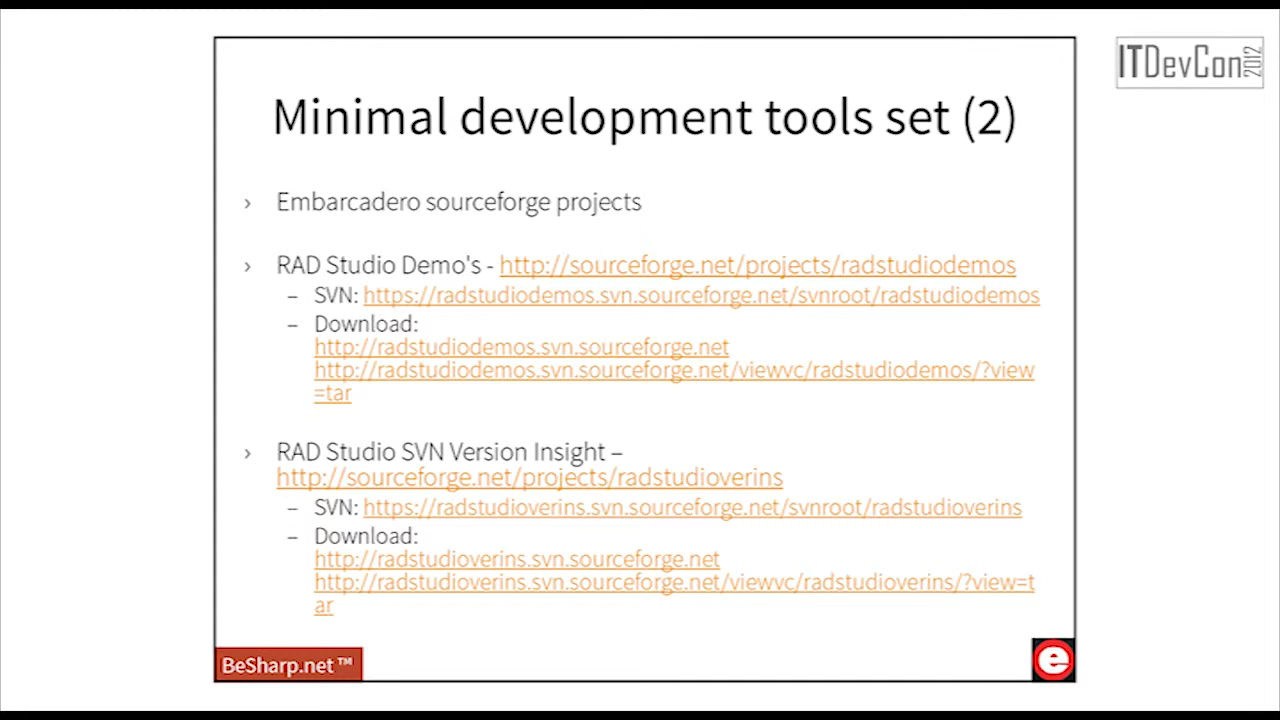 ITDevCon 2012
Minimal development tools set (2)
› Embarcadero sourceforge projects
› RAD Studio Demo's - http://sourceforge.net/projects/radstudiodemos
– SVN: https://radstudiodemos.svn.sourceforge.net/svnroot/radstudiodemos
– Download:
http://radstudiodemos.svn.sourceforge.net
http://radstudiodemos.svn.sourceforge.net/viewvc/radstudiodemos/?view
=tar
› RAD Studio SVN Version Insight –
http://sourceforge.net/projects/radstudioverins
– SVN: https://radstudioverins.svn.sourceforge.net/svnroot/radstudioverins
– Download:
http://radstudioverins.svn.sourceforge.net
http://radstudioverins.svn.sourceforge.net/viewvc/radstudioverins/?view=t
ar
BeSharp.net™
e